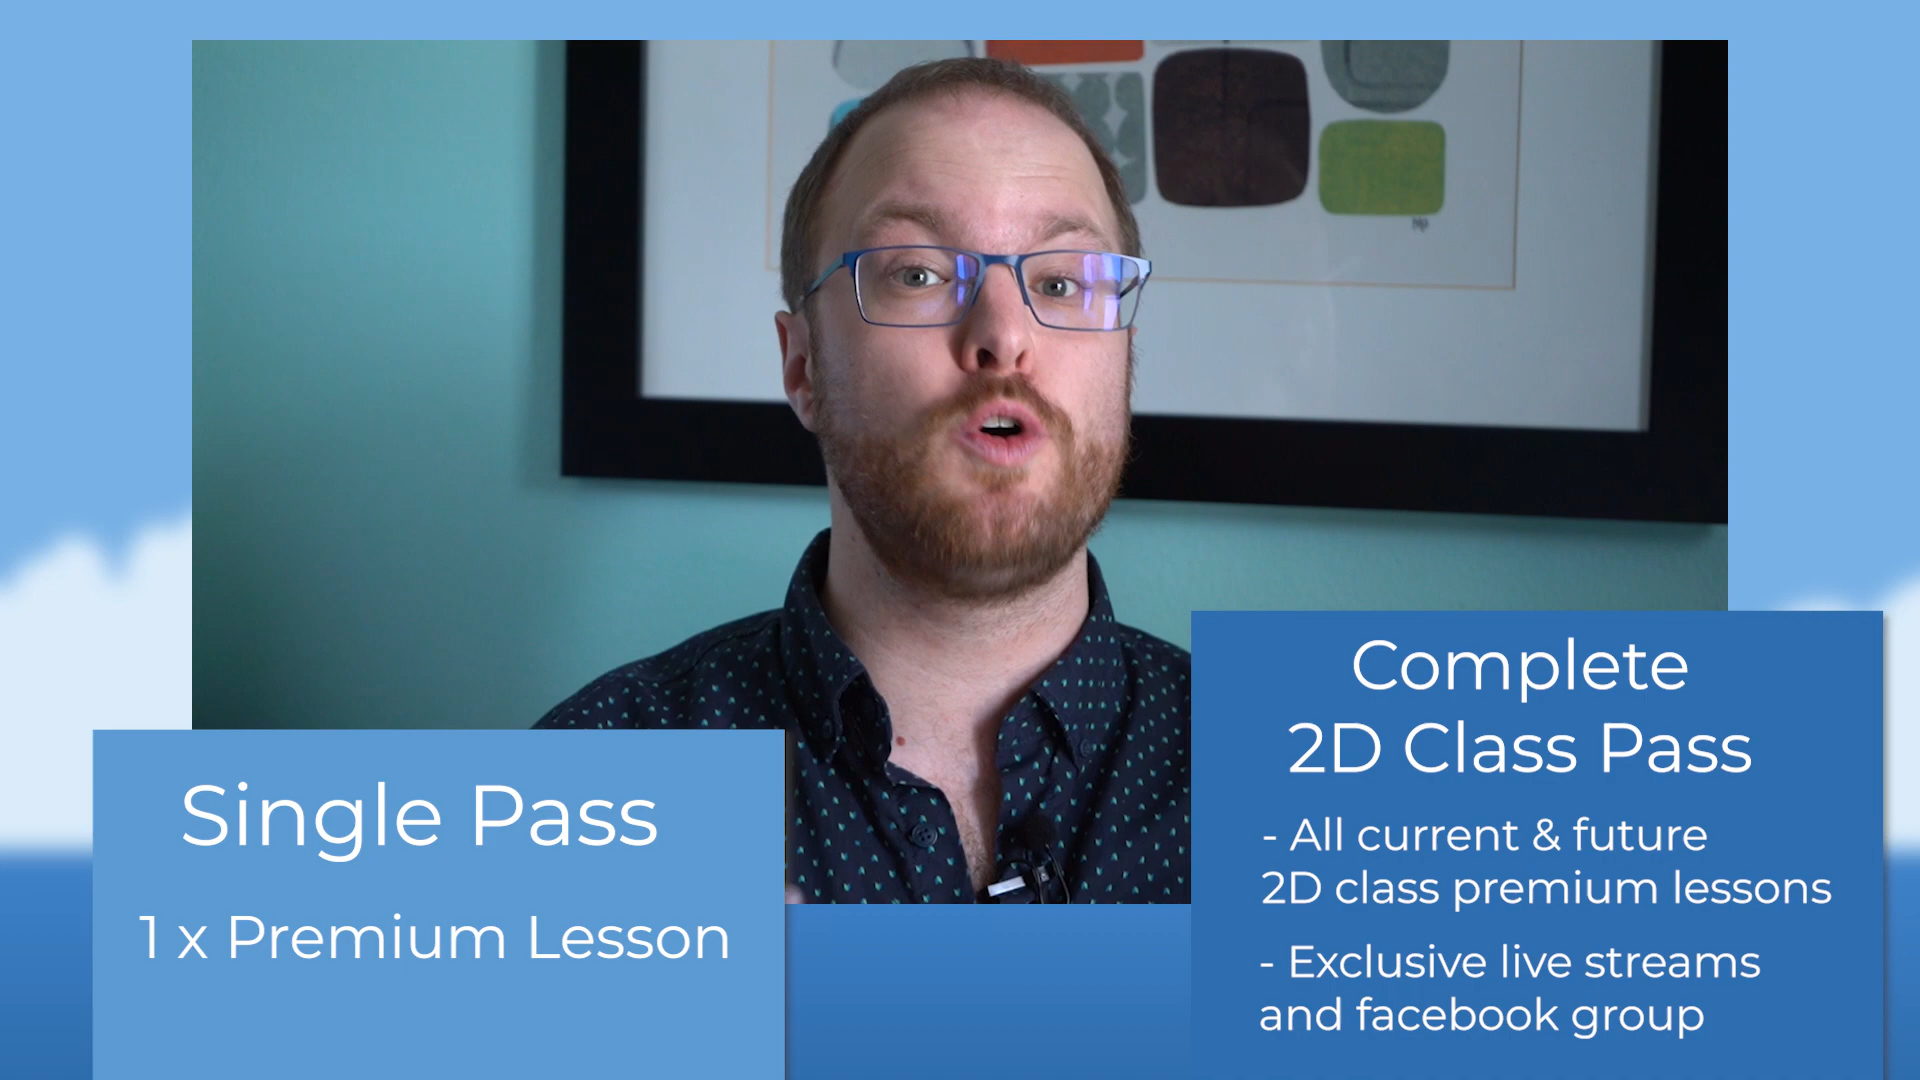 Single Pass
1 x Premium Lesson
Complete
2D Class Pass
- All current & future
2D class premium lessons
- Exclusive live streams
and facebook group